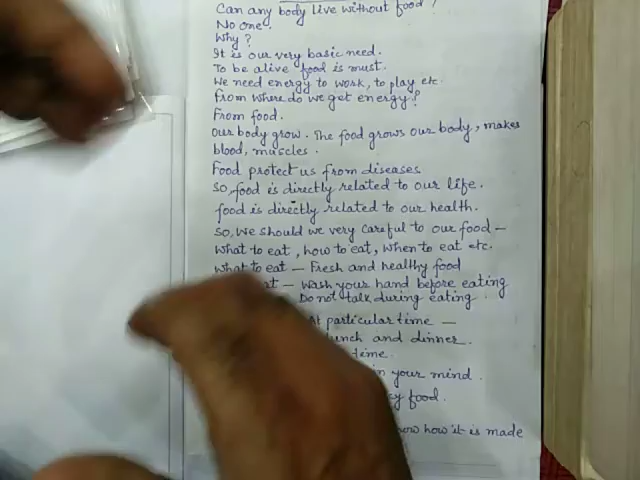 Can any body live without food?
No one.
Why?
It is our very basic need.
To be alive food is must.
We need energy to work, to play etc.
From where do we get energy?
From food.
Our body grow. The food grows our body, makes
blood, muscles.
Food protect us from diseases
So, food is directly related to our life.
food is directly related to our health.
So, we should we very careful to our food -
What to eat, how to eat, when to eat etc.
What to eat - Fresh and healthy food
- Wash your hand before eating
Do not talk during eating.
At particular time -
lunch and dinner.
time.
in your mind.
food.
how it is made